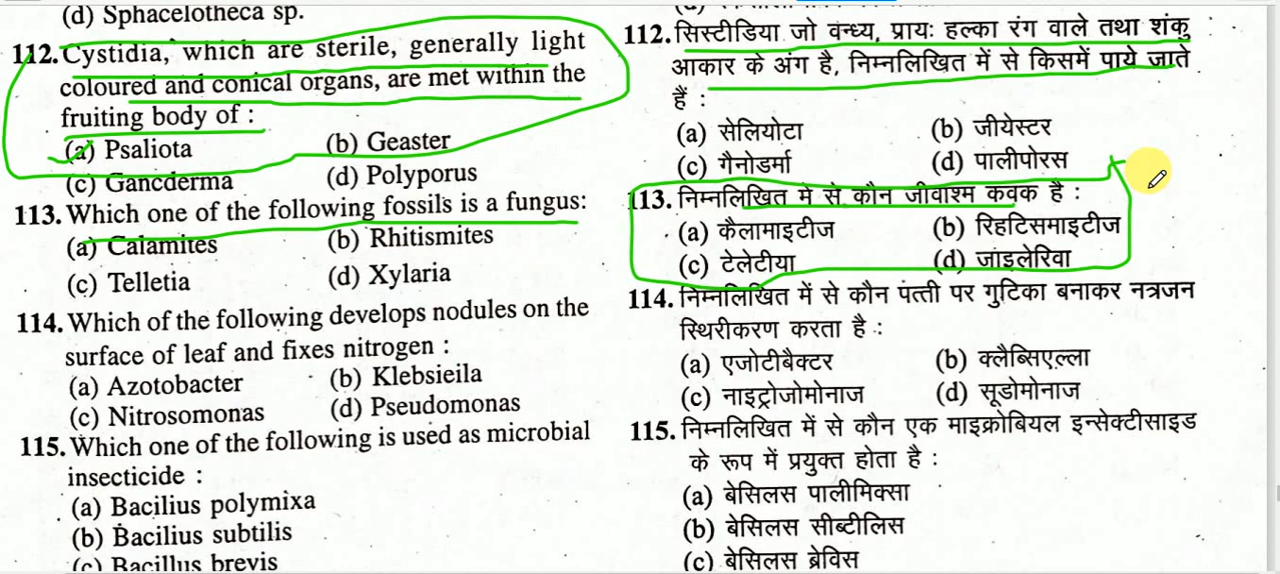 (d) Sphacelotheca sp.
112. Cystidia, which are sterile, generally light
coloured and conical organs, are met within the
fruiting body of :
(a) Psaliota (b) Geaster
(c) Gancderma (d) Polyporus
113. Which one of the following fossils is a fungus:
(a) Calamites (b) Rhitismites
(c) Telletia (d) Xylaria
114. Which of the following develops nodules on the
surface of leaf and fixes nitrogen :
(a) Azotobacter (b) Klebsieila
(c) Nitrosomonas (d) Pseudomonas
115. Which one of the following is used as microbial
insecticide :
(a) Bacilius polymixa
(b) Bacilius subtilis
(c) Bacillus brevis
112. सिस्टीडिया जो वन्ध्य, प्रायः हल्का रंग वाले तथा शंकु
आकार के अंग है, निम्नलिखित में से किसमें पाये जाते
हैं :
(a) सेलियोटा (b) जीयेस्टर
(c) गैनोडर्मा (d) पालीपोरस
113. निम्नलिखित में से कौन जीवाश्म कवक है :
(a) कैलामाइटीज (b) रिहटिसमाइटीज
(c) टेलेटीया (d) जांइलेरिवा
114. निम्नलिखित में से कौन पत्ती पर गुटिका बनाकर नत्रजन
स्थिरीकरण करता है :
(a) एजोटीबैक्टर (b) क्लैब्सिएल्ला
(c) नाइट्रोजोमोनाज (d) सूडोमोनाज
115. निम्नलिखित में से कौन एक माइक्रोबियल इन्सेक्टीसाइड
के रूप में प्रयुक्त होता है :
(a) बेसिलस पालीमिक्सा
(b) बेसिलस सीब्टीलिस
(c) बेसिलस ब्रेविस